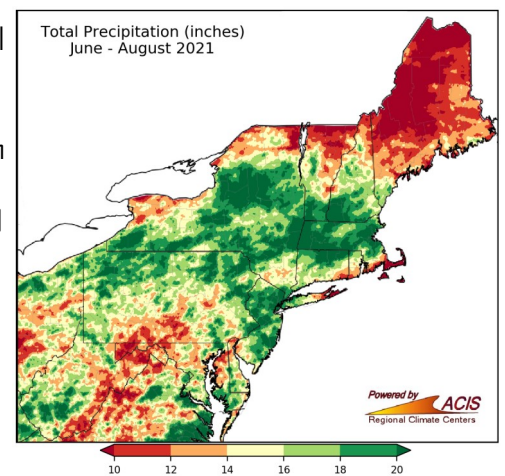 Total Precipitation (inches)
June - August 2021
Powered by
ACIS
Regional Climate Centers
10 12 14 16 18 20